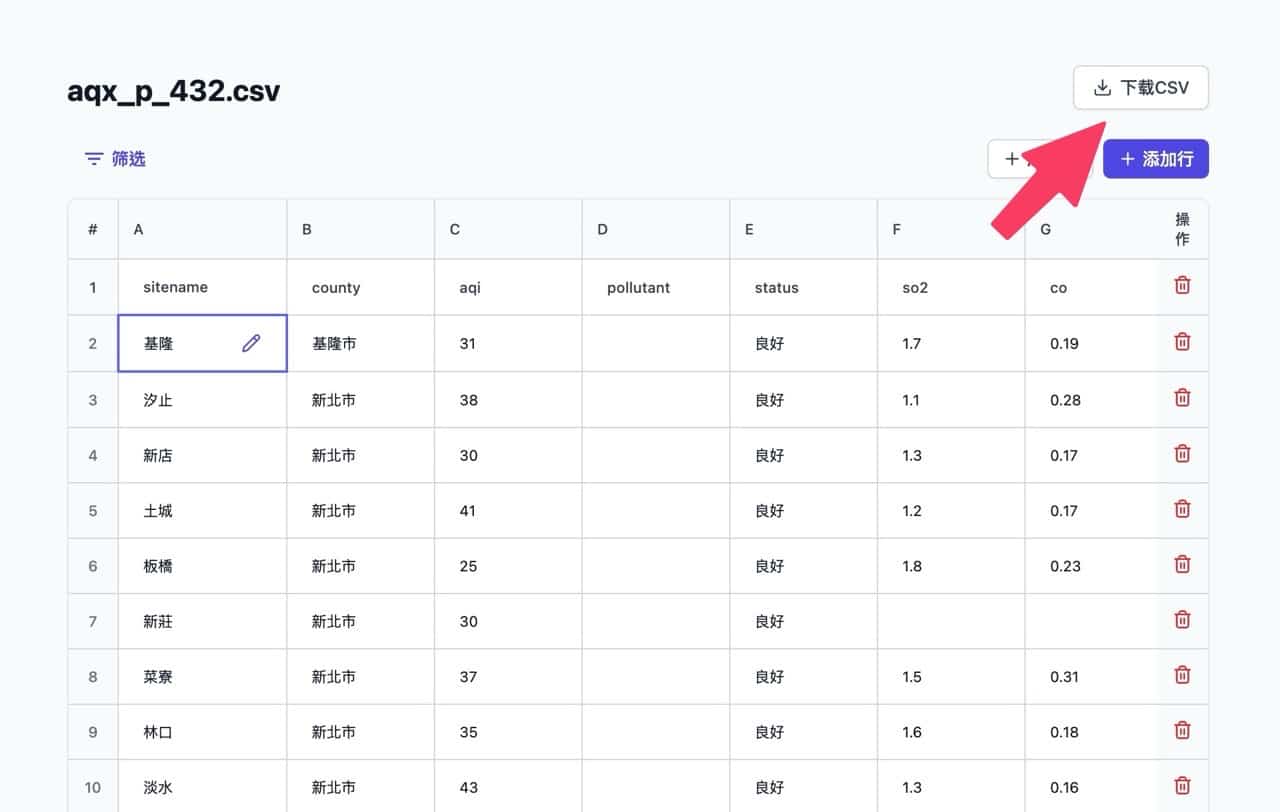 aqx_p_432.csv
下载CSV
筛选
添加行
# A B C D E F G 操作
1 sitename county aqi pollutant status so2 co
2 基隆 基隆市 31 良好 1.7 0.19
3 汐止 新北市 38 良好 1.1 0.28
4 新店 新北市 30 良好 1.3 0.17
5 土城 新北市 41 良好 1.2 0.17
6 板橋 新北市 25 良好 1.8 0.23
7 新莊 新北市 30 良好
8 菜寮 新北市 37 良好 1.5 0.31
9 林口 新北市 35 良好 1.6 0.18
10 淡水 新北市 43 良好 1.3 0.16